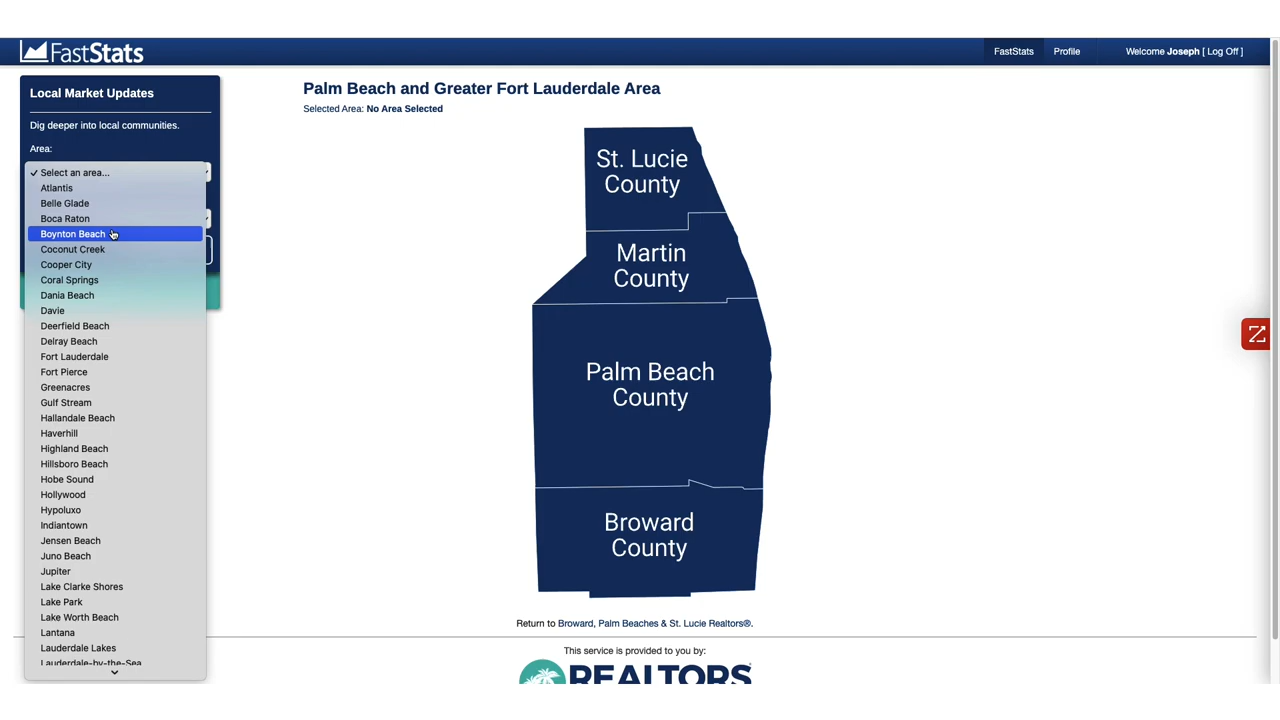 FastStats
FastStats Profile Welcome Joseph [ Log Off ]
Local Market Updates
Dig deeper into local communities.
Area:
Select an area...
Atlantis
Belle Glade
Boca Raton
Boynton Beach
Coconut Creek
Cooper City
Coral Springs
Dania Beach
Davie
Deerfield Beach
Delray Beach
Fort Lauderdale
Fort Pierce
Greenacres
Gulf Stream
Hallandale Beach
Haverhill
Highland Beach
Hillsboro Beach
Hobe Sound
Hollywood
Hypoluxo
Indiantown
Jensen Beach
Juno Beach
Jupiter
Lake Clarke Shores
Lake Park
Lake Worth Beach
Lantana
Lauderdale Lakes
Lauderdale-by-the-Sea
Palm Beach and Greater Fort Lauderdale Area
Selected Area: No Area Selected
St. Lucie
County
Martin
County
Palm Beach
County
Broward
County
Return to Broward, Palm Beaches & St. Lucie Realtors®.
This service is provided to you by:
REALTORS®